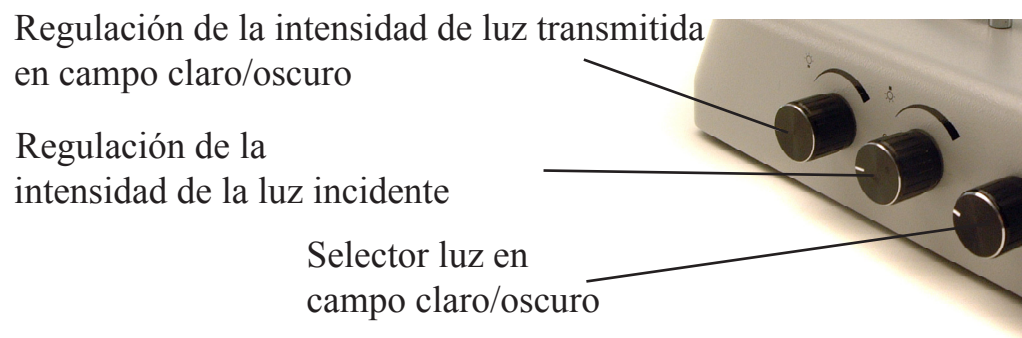 Regulación de la intensidad de luz transmitida
en campo claro/oscuro
Regulación de la
intensidad de la luz incidente
Selector luz en
campo claro/oscuro